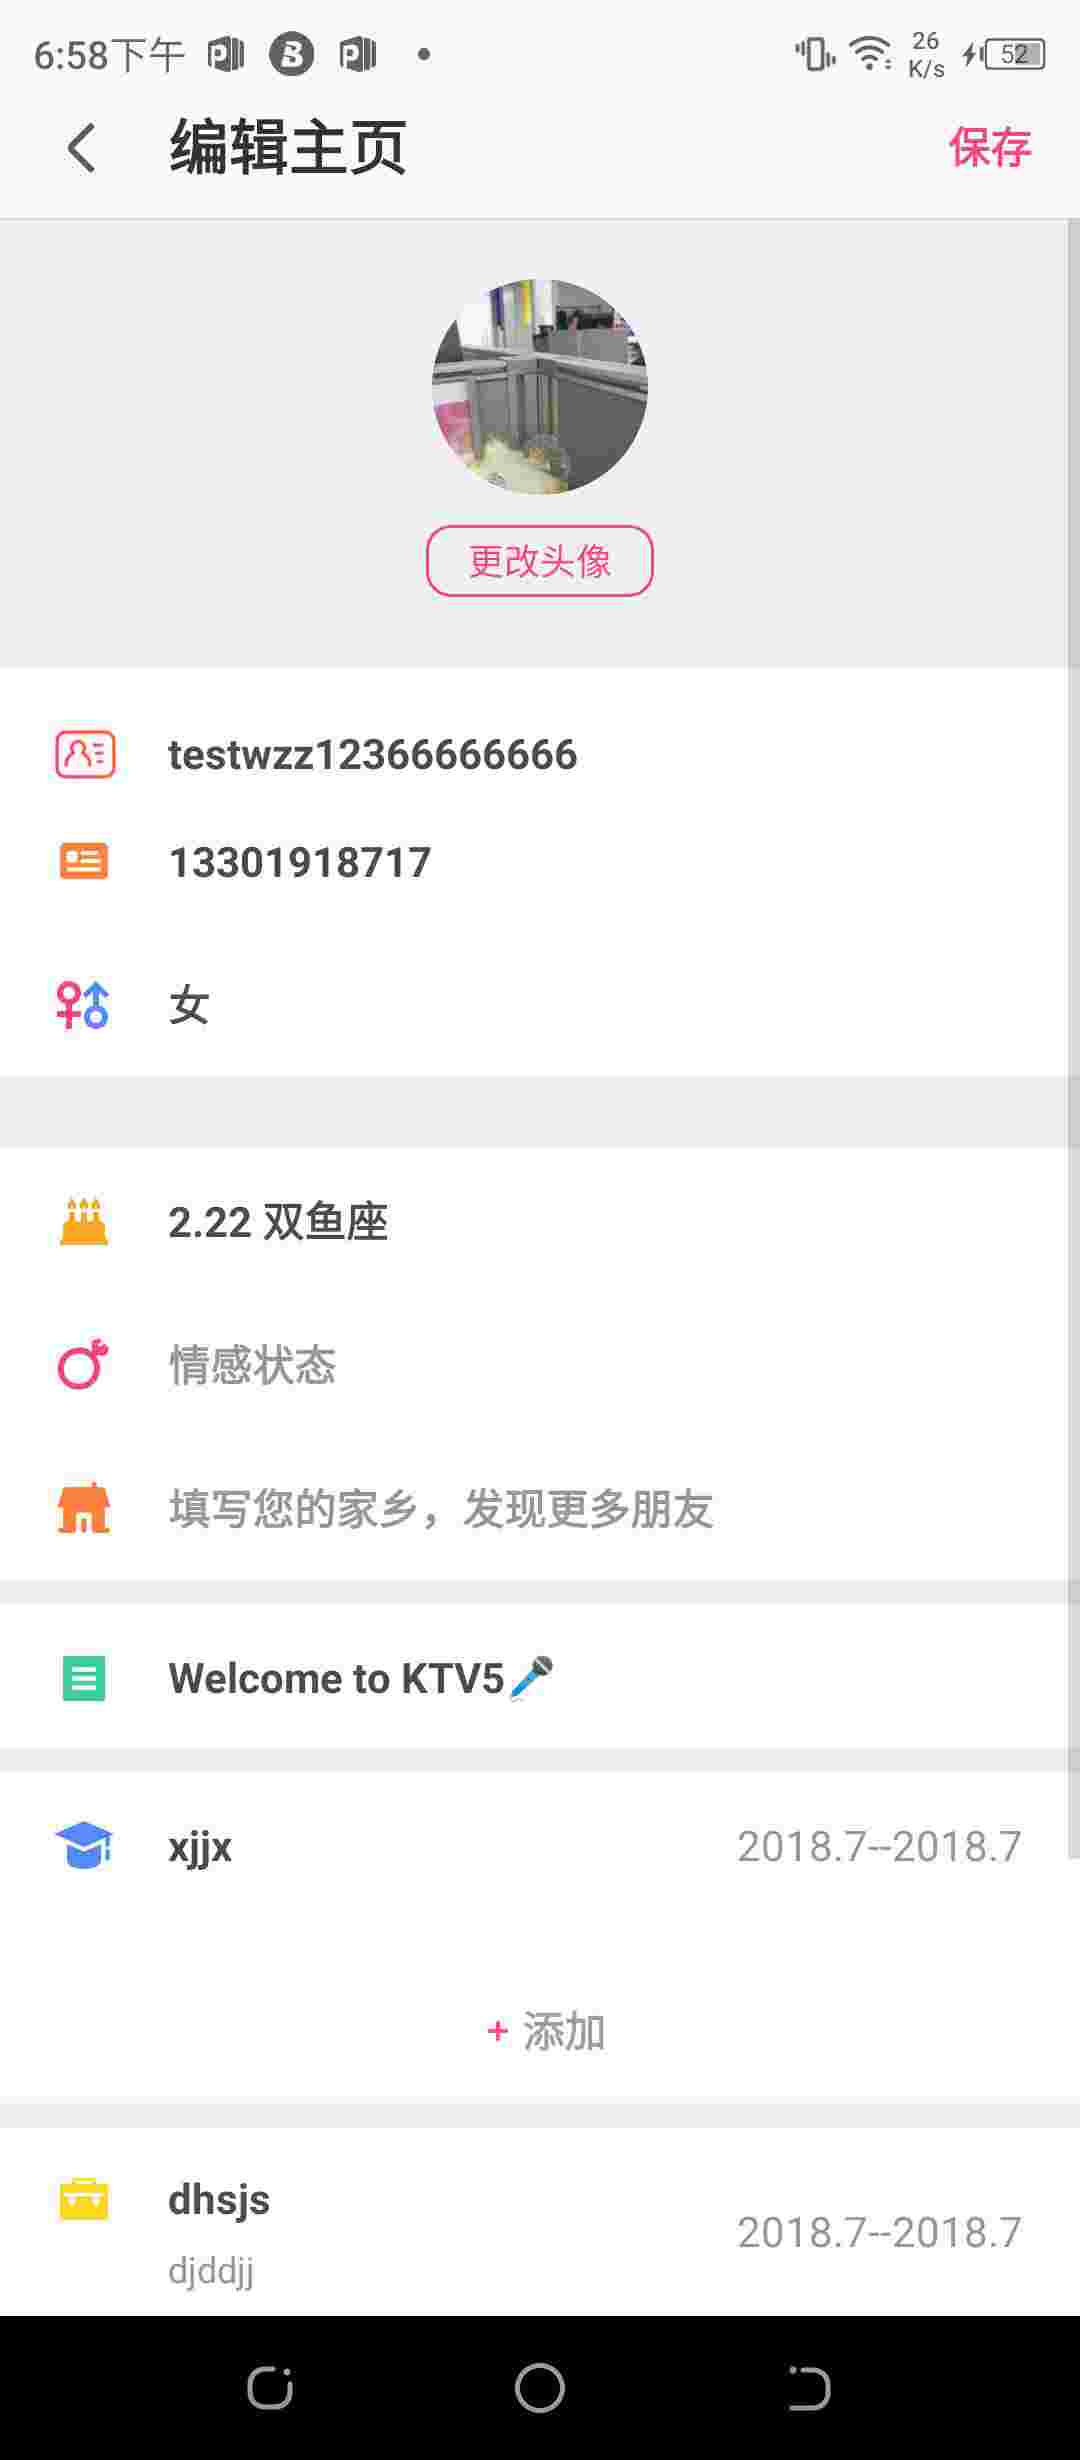 6:58下午
26
K/s
52
编辑主页
保存
更改头像
testwzz12366666666
13301918717
女
2.22 双鱼座
情感状态
填写您的家乡，发现更多朋友
Welcome to KTV5🎤
xjjx
2018.7--2018.7
+ 添加
dhsjs
2018.7--2018.7
djddjj